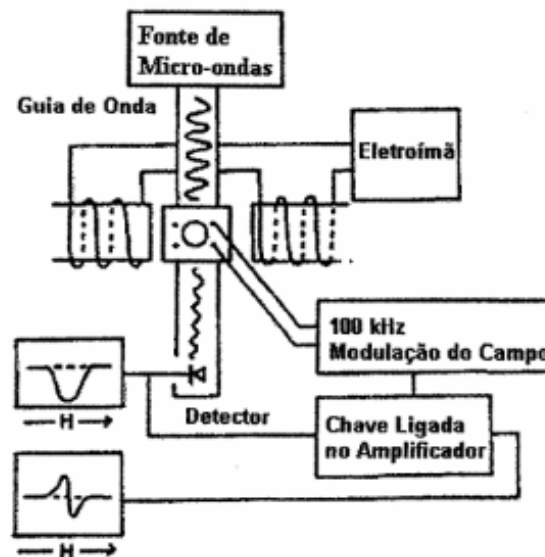 Fonte de
Micro-ondas
Guia de Onda
Eletroímã
100 kHz
Modulação do Campo
Detector
Chave Ligada
no Amplificador
H
H